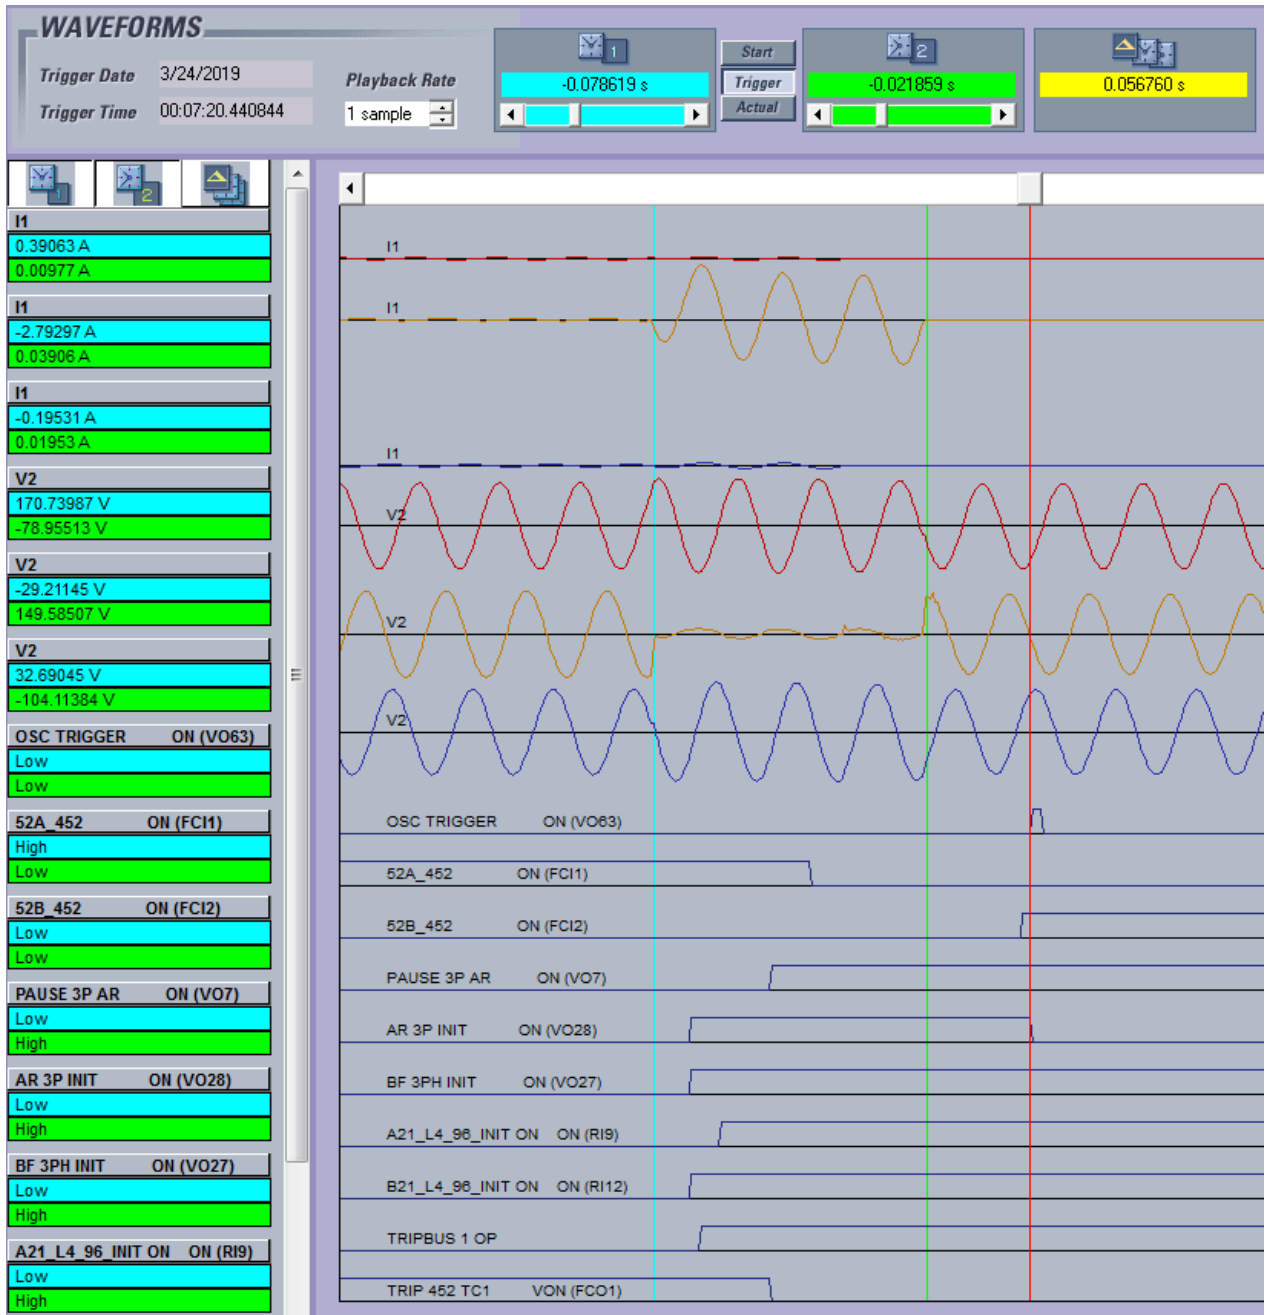 WAVEFORMS
Trigger Date 3/24/2019
Trigger Time 00:07:20.440844
Playback Rate
1 sample
1
-0.078619 s
Start
Trigger
Actual
2
-0.021859 s
0.056760 s
1
2
I1
0.39063 A
0.00977 A
I1
-2.79297 A
0.03906 A
I1
-0.19531 A
0.01953 A
V2
170.73987 V
-78.95513 V
V2
-29.21145 V
149.58507 V
V2
32.69045 V
-104.11384 V
OSC TRIGGER ON (VO63)
Low
Low
52A_452 ON (FCI1)
High
Low
52B_452 ON (FCI2)
Low
Low
PAUSE 3P AR ON (VO7)
Low
High
AR 3P INIT ON (VO28)
Low
High
BF 3PH INIT ON (VO27)
Low
High
A21_L4_96_INIT ON ON (RI9)
Low
High
I1
I1
I1
V2
V2
V2
OSC TRIGGER ON (VO63)
52A_452 ON (FCI1)
52B_452 ON (FCI2)
PAUSE 3P AR ON (VO7)
AR 3P INIT ON (VO28)
BF 3PH INIT ON (VO27)
A21_L4_96_INIT ON ON (RI9)
B21_L4_96_INIT ON ON (RI12)
TRIPBUS 1 OP
TRIP 452 TC1 VON (FCO1)